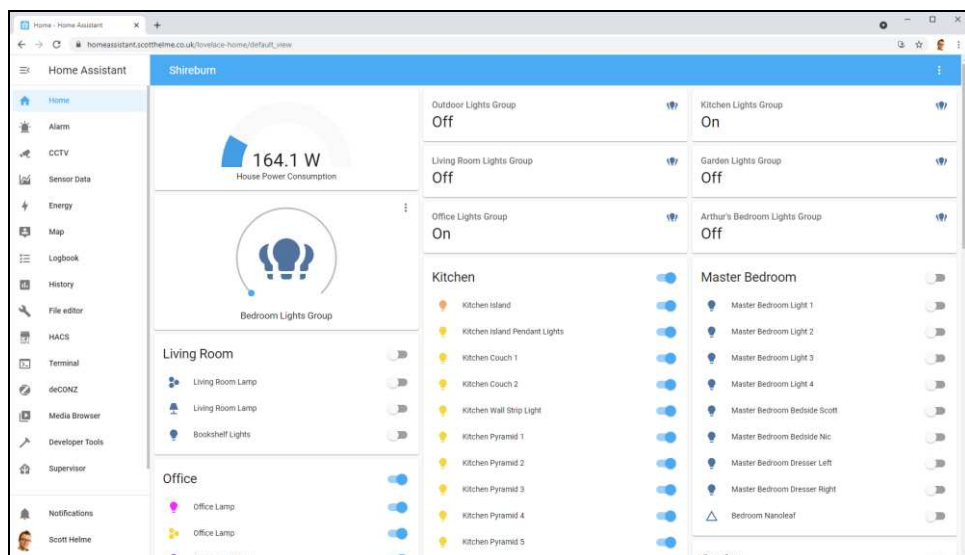 Home - Home Assistant
homeassistant.scotthelme.co.uk/lovelace-home/default_view
Home Assistant
Shireburn
Home
Alarm
CCTV
Sensor Data
Energy
Map
Logbook
History
File editor
HACS
Terminal
deCONZ
Media Browser
Developer Tools
Supervisor
Notifications
Scott Helme
164.1 W
House Power Consumption
Bedroom Lights Group
Living Room
Living Room Lamp
Living Room Lamp
Bookshelf Lights
Office
Office Lamp
Office Lamp
Outdoor Lights Group
Off
Living Room Lights Group
Off
Office Lights Group
On
Kitchen
Kitchen Island
Kitchen Island Pendant Lights
Kitchen Couch 1
Kitchen Couch 2
Kitchen Wall Strip Light
Kitchen Pyramid 1
Kitchen Pyramid 2
Kitchen Pyramid 3
Kitchen Pyramid 4
Kitchen Pyramid 5
Kitchen Lights Group
On
Garden Lights Group
Off
Arthur's Bedroom Lights Group
Off
Master Bedroom
Master Bedroom Light 1
Master Bedroom Light 2
Master Bedroom Light 3
Master Bedroom Light 4
Master Bedroom Bedside Scott
Master Bedroom Bedside Nic
Master Bedroom Dresser Left
Master Bedroom Dresser Right
Bedroom Nanoleaf